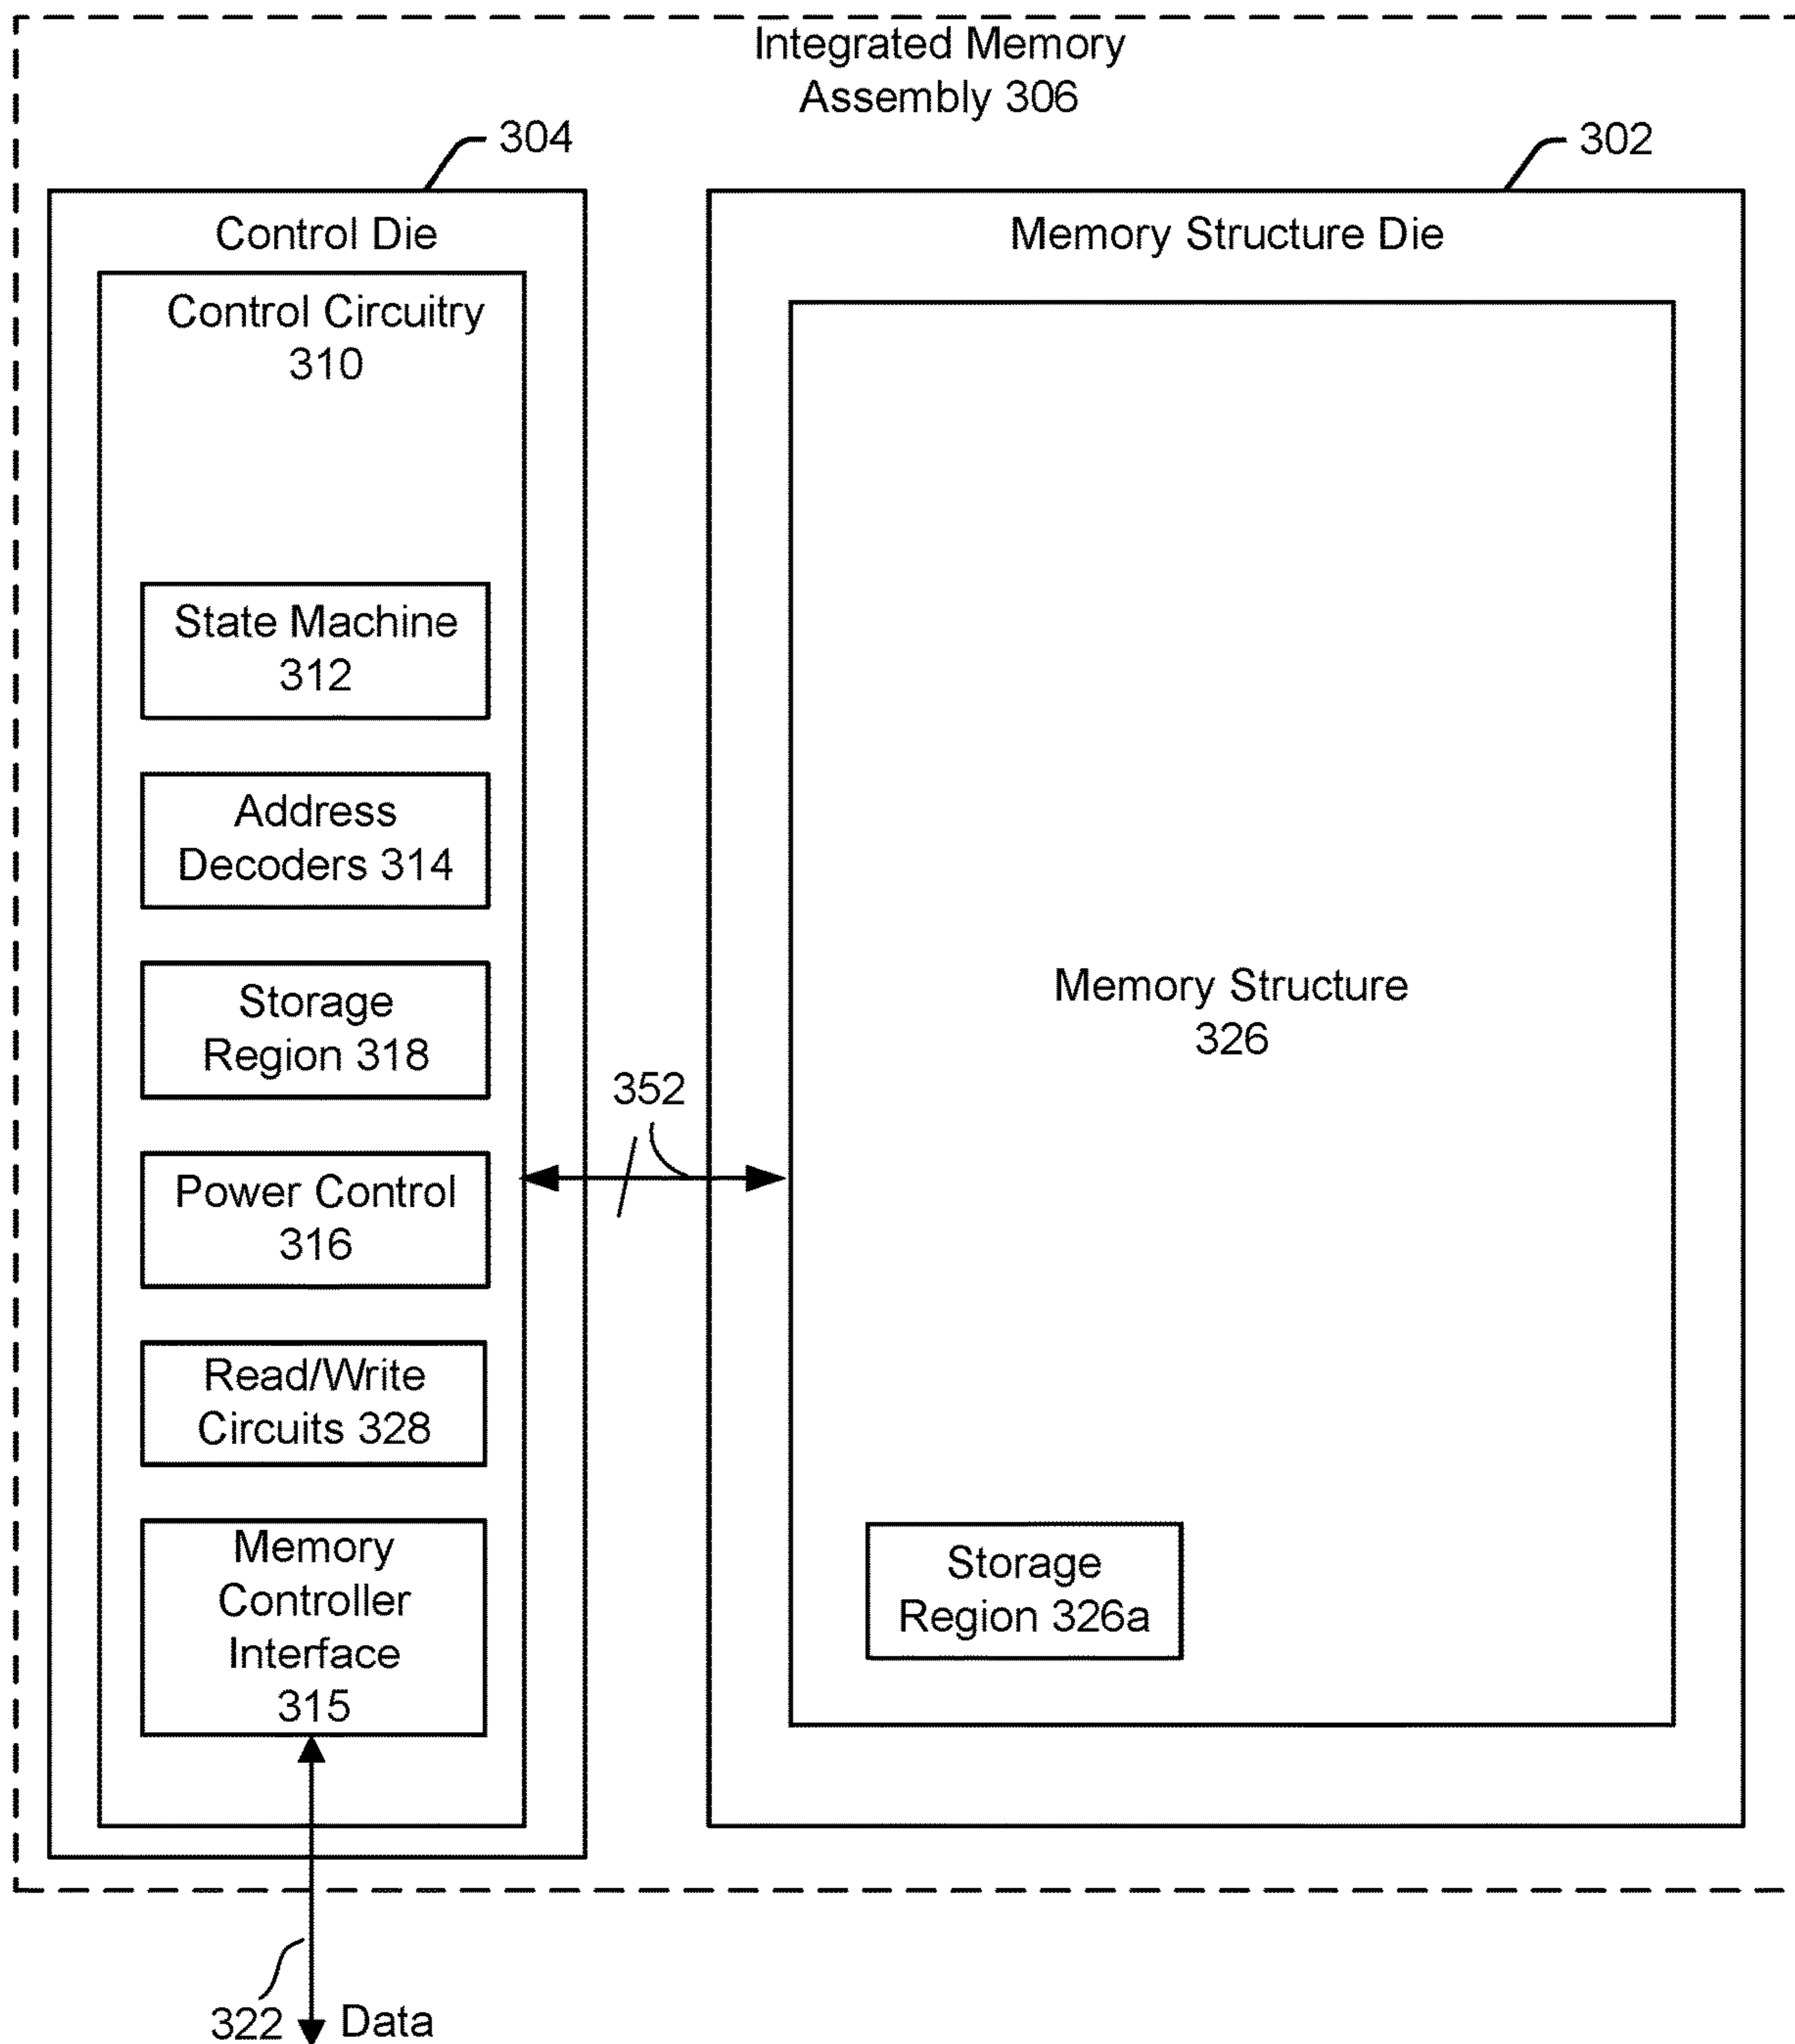 Integrated Memory
Assembly 306
304
302
Control Die
Memory Structure Die
Control Circuitry
310
State Machine
312
Address
Decoders 314
Storage
Region 318
Memory Structure
326
352
Power Control
316
Read/Write
Circuits 328
Memory
Controller
Interface
315
Storage
Region 326a
322
Data